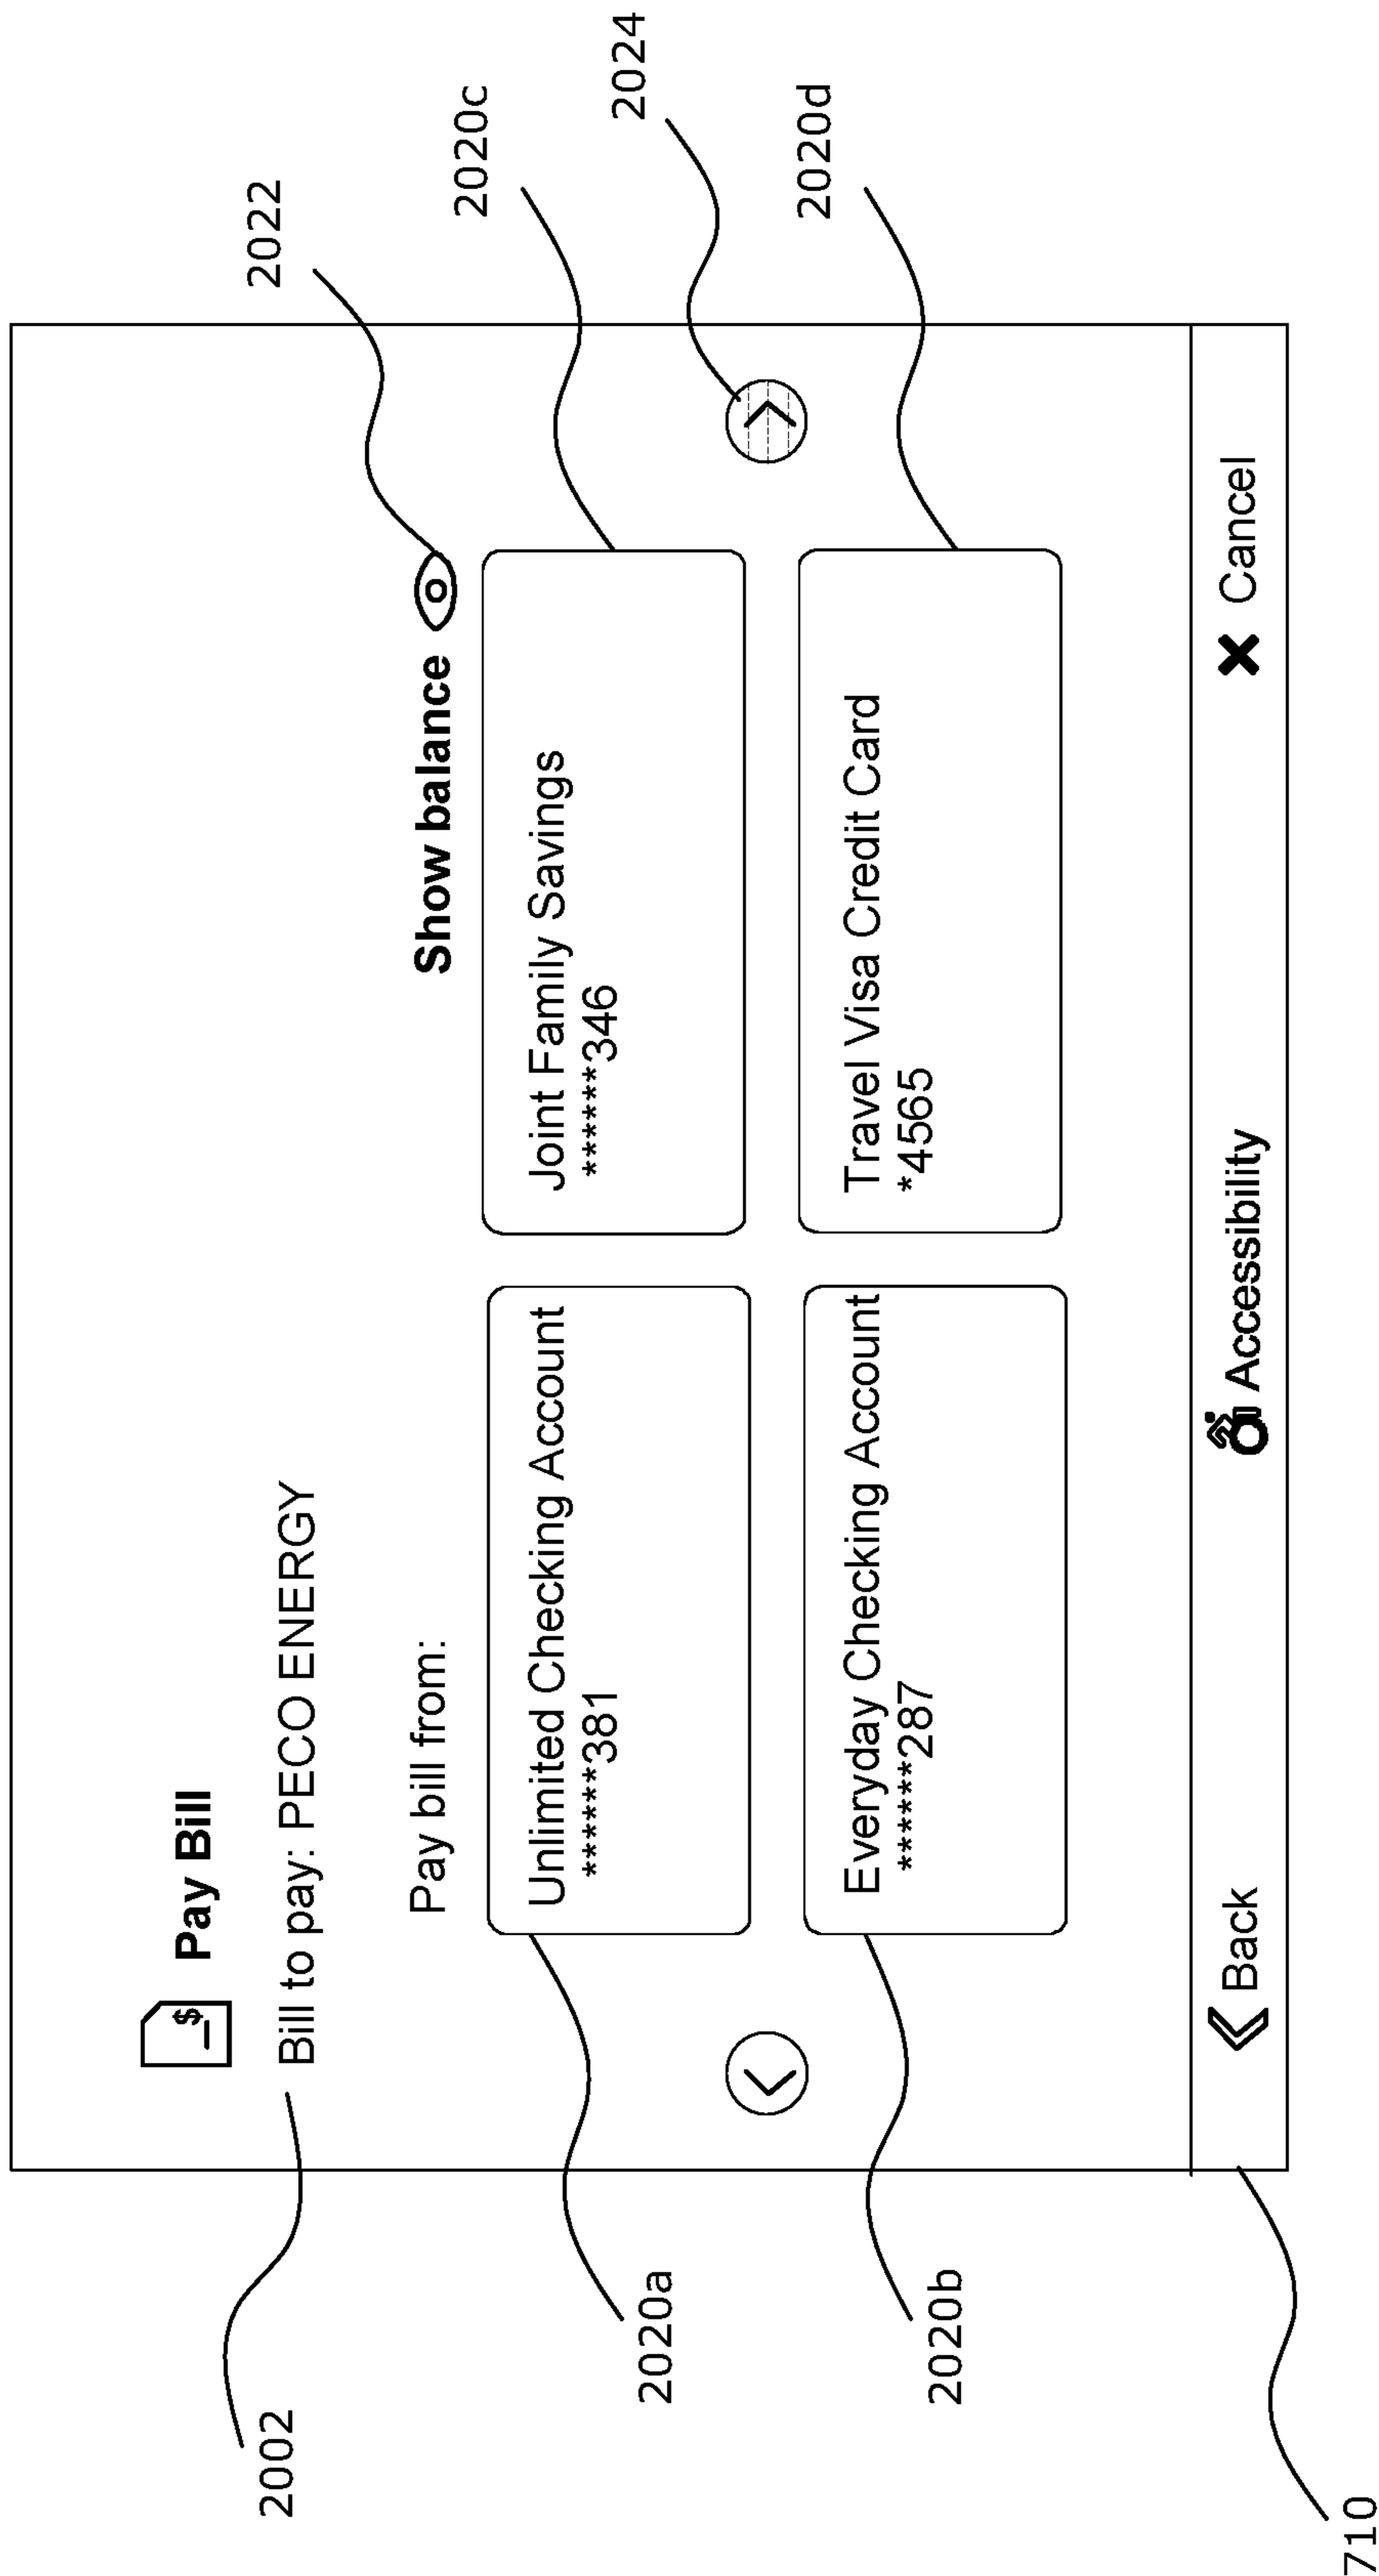 $ Pay Bill
2022
Bill to pay: PECO ENERGY
2002
Pay bill from:
Show balance
2020c
Unlimited Checking Account
******381
Joint Family Savings
******346
2024
2020a
Everyday Checking Account
******287
Travel Visa Credit Card
*4565
2020d
2020b
Back
Accessibility
Cancel
710